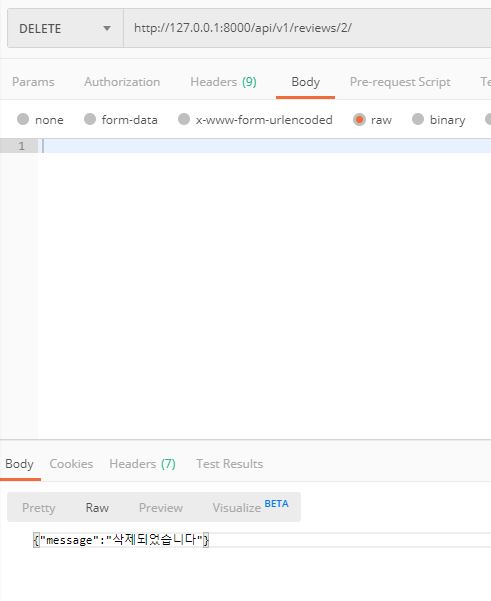 DELETE http://127.0.0.1:8000/api/v1/reviews/2/
Params Authorization Headers (9) Body Pre-request Script Te
none form-data x-www-form-urlencoded raw binary
1
Body Cookies Headers (7) Test Results
Pretty Raw Preview Visualize BETA
{"message":"삭제되었습니다"}